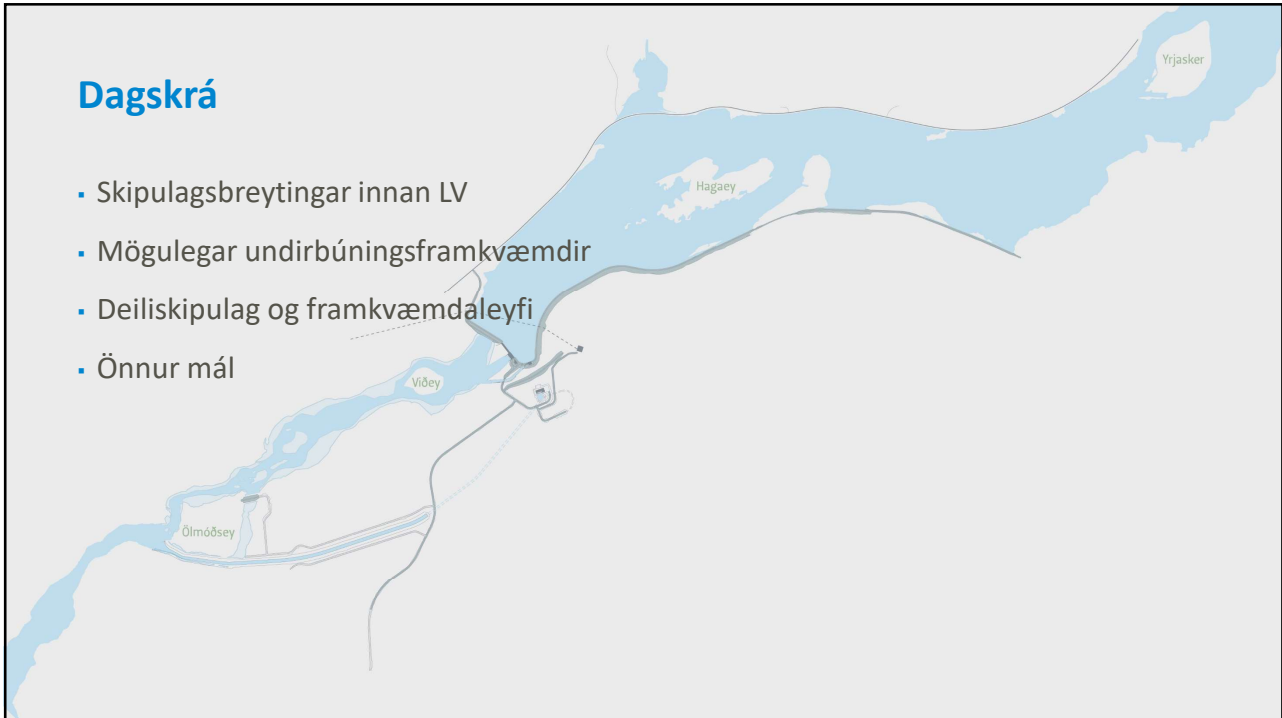 Dagskrá
▪ Skipulagsbreytingar innan LV
▪ Mögulegar undirbúningsframkvæmdir
▪ Deiliskipulag og framkvæmdaleyfi
▪ Önnur mál
Yrjasker
Hagaey
Viðey
Ölmóðsey